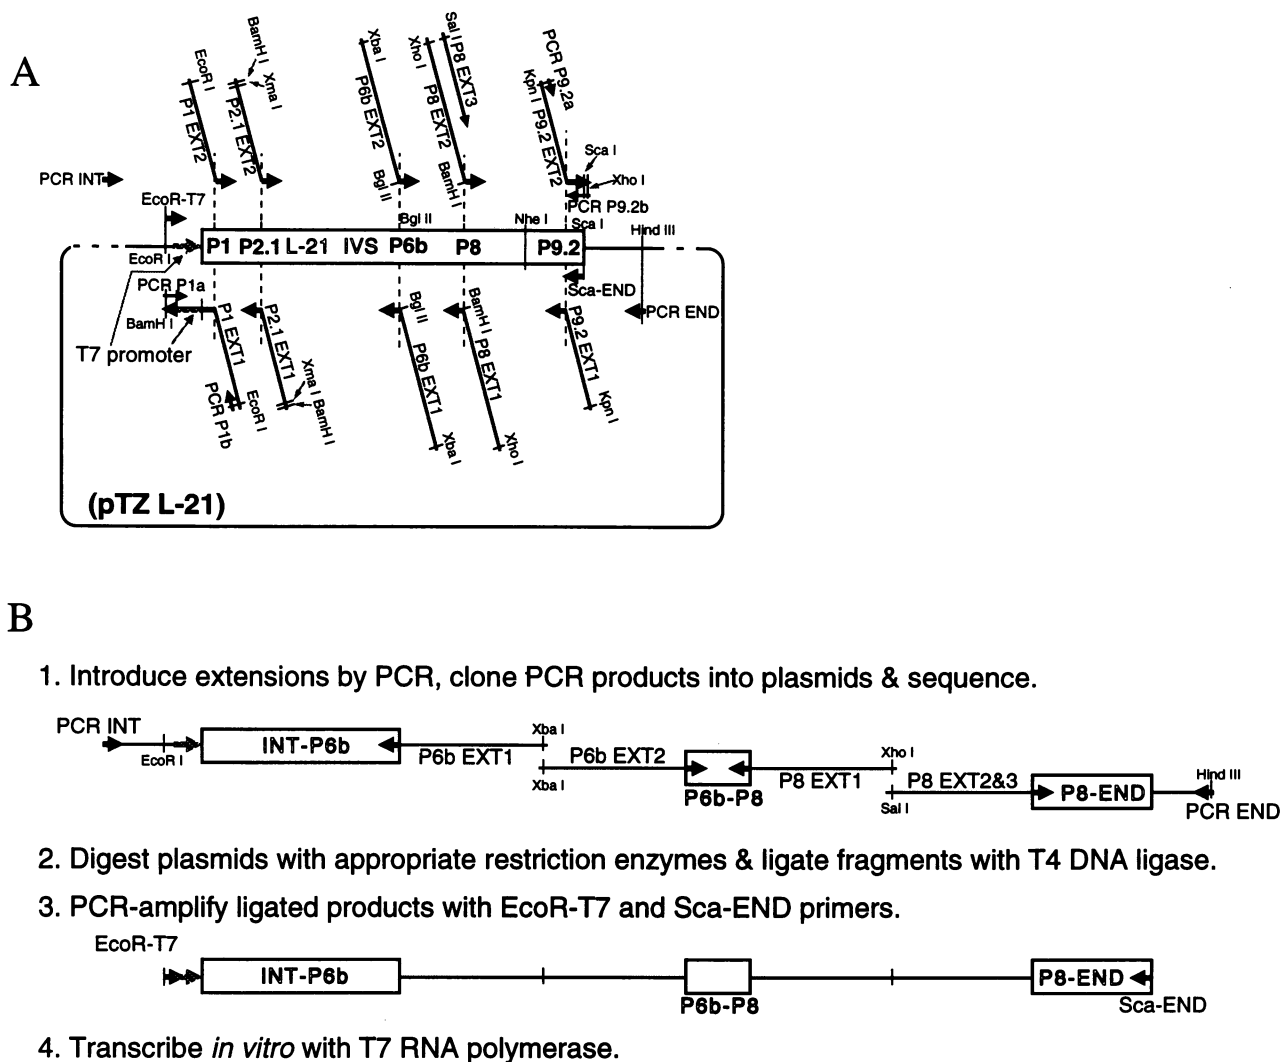 A
EcoR I
P1 EXT2
BamH I
Xma I
P2.1 EXT2
Xba I
P6b EXT2
Bgl II
Xho I
P8 EXT2
BamH I
Sal I
P8 EXT3
PCR P9.2a
Kpn I
P9.2 EXT2
Sca I
Xho I
PCR P9.2b
PCR INT
EcoR-T7
Bgl II
Nhe I
Sca I
Hind III
EcoR I
P1 P2.1 L-21 IVS P6b P8 P9.2
PCR P1a
BamH I
T7 promoter
P1 EXT1
PCR P1b
EcoR I
P2.1 EXT1
Xma I
BamH I
Bgl II
P6b EXT1
Xba I
BamH I
P8 EXT1
Xho I
P9.2 EXT1
Kpn I
Sca-END
PCR END
(pTZ L-21)
B
1. Introduce extensions by PCR, clone PCR products into plasmids & sequence.
PCR INT
EcoR I
INT-P6b
P6b EXT1
Xba I
Xba I
P6b EXT2
P6b-P8
P8 EXT1
Xho I
Sal I
P8 EXT2&3
P8-END
Hind III
PCR END
2. Digest plasmids with appropriate restriction enzymes & ligate fragments with T4 DNA ligase.
3. PCR-amplify ligated products with EcoR-T7 and Sca-END primers.
EcoR-T7
INT-P6b
P6b-P8
P8-END
Sca-END
4. Transcribe in vitro with T7 RNA polymerase.